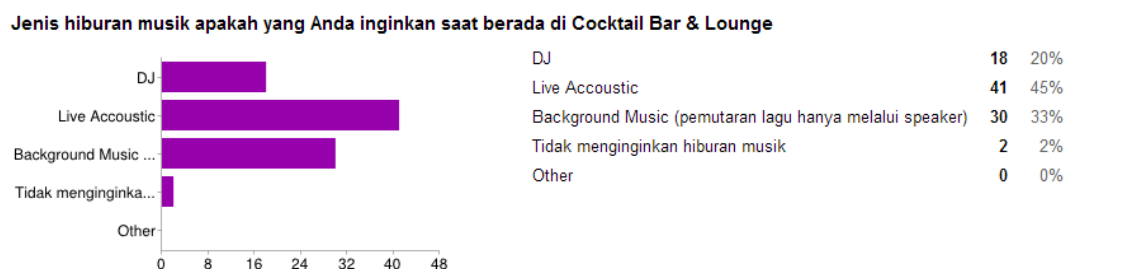 Jenis hiburan musik apakah yang Anda inginkan saat berada di Cocktail Bar & Lounge
DJ
Live Accoustic
Background Music ...
Tidak menginginka...
Other
0 8 16 24 32 40 48
DJ 18 20%
Live Accoustic 41 45%
Background Music (pemutaran lagu hanya melalui speaker) 30 33%
Tidak menginginkan hiburan musik 2 2%
Other 0 0%